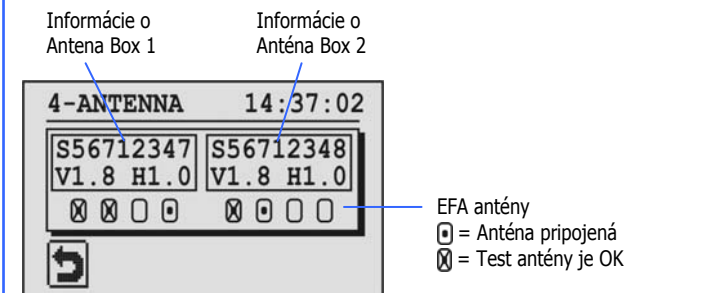 Informácie o
Antena Box 1
Informácie o
Anténa Box 2
4-ANTENNA 14:37:02
S56712347 S56712348
V1.8 H1.0 V1.8 H1.0
EFA antény
= Anténa pripojená
= Test antény je OK